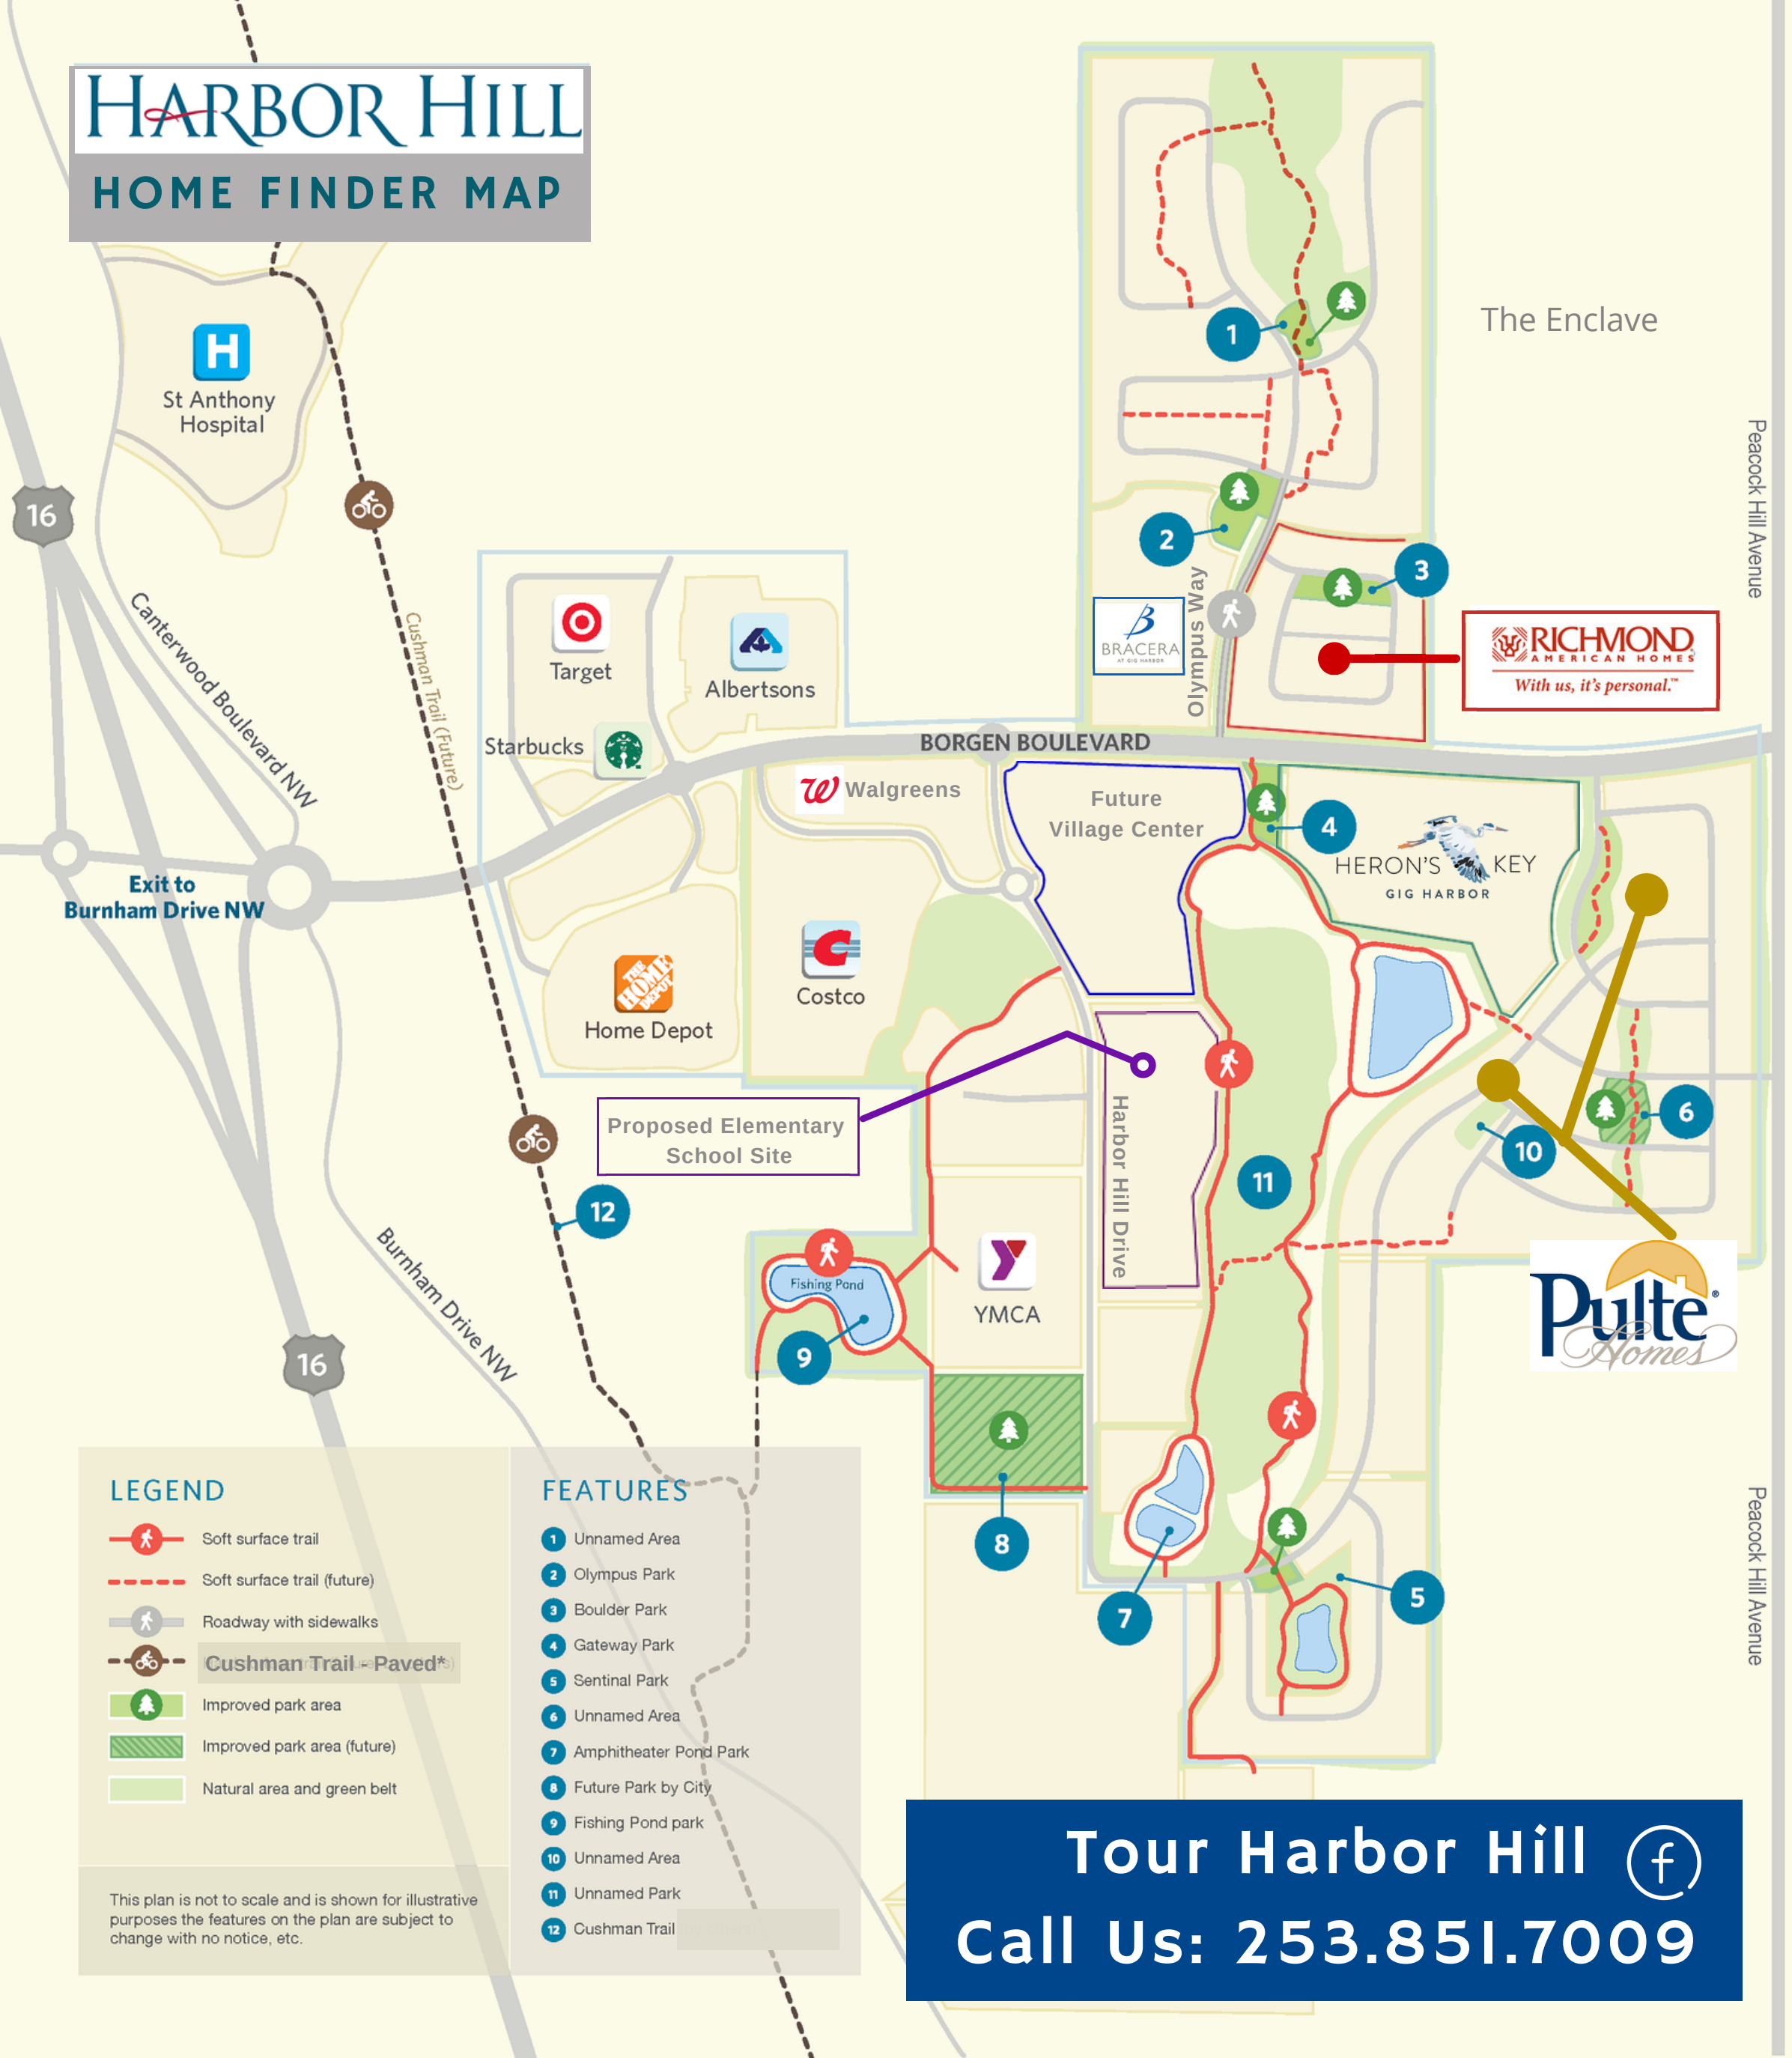 HARBOR HILL
HOME FINDER MAP
H
St Anthony
Hospital
16
Canterwood Boulevard NW
Cushman Trail (Future)
Target
Albertsons
Starbucks
Exit to
Burnham Drive NW
THE
HOME
DEPOT
Home Depot
Costco
Walgreens
BORGEN BOULEVARD
Future
Village Center
1
2
3
The Enclave
Peacock Hill Avenue
BRACERA
AT GIG HARBOR
Olympus Way
RICHMOND
AMERICAN HOMES
With us, it's personal.™
4
HERON'S KEY
GIG HARBOR
Proposed Elementary
School Site
Harbor Hill Drive
6
10
11
12
Fishing Pond
9
YMCA
Pulte®
Homes
Burnham Drive NW
16
8
7
5
Peacock Hill Avenue
LEGEND
Soft surface trail
Soft surface trail (future)
Roadway with sidewalks
Cushman Trail - Paved*
Improved park area
Improved park area (future)
Natural area and green belt
This plan is not to scale and is shown for illustrative
purposes the features on the plan are subject to
change with no notice, etc.
FEATURES
1 Unnamed Area
2 Olympus Park
3 Boulder Park
4 Gateway Park
5 Sentinal Park
6 Unnamed Area
7 Amphitheater Pond Park
8 Future Park by City
9 Fishing Pond park
10 Unnamed Area
11 Unnamed Park
12 Cushman Trail
Tour Harbor Hill f
Call Us: 253.851.7009